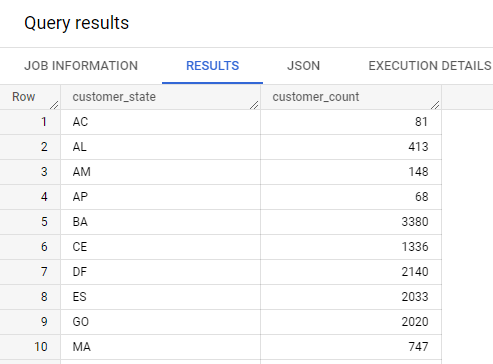 Query results
JOB INFORMATION RESULTS JSON EXECUTION DETAILS
Row customer_state customer_count
1 AC 81
2 AL 413
3 AM 148
4 AP 68
5 BA 3380
6 CE 1336
7 DF 2140
8 ES 2033
9 GO 2020
10 MA 747